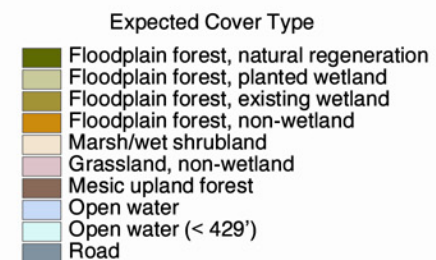 Expected Cover Type
Floodplain forest, natural regeneration
Floodplain forest, planted wetland
Floodplain forest, existing wetland
Floodplain forest, non-wetland
Marsh/wet shrubland
Grassland, non-wetland
Mesic upland forest
Open water
Open water (< 429')
Road